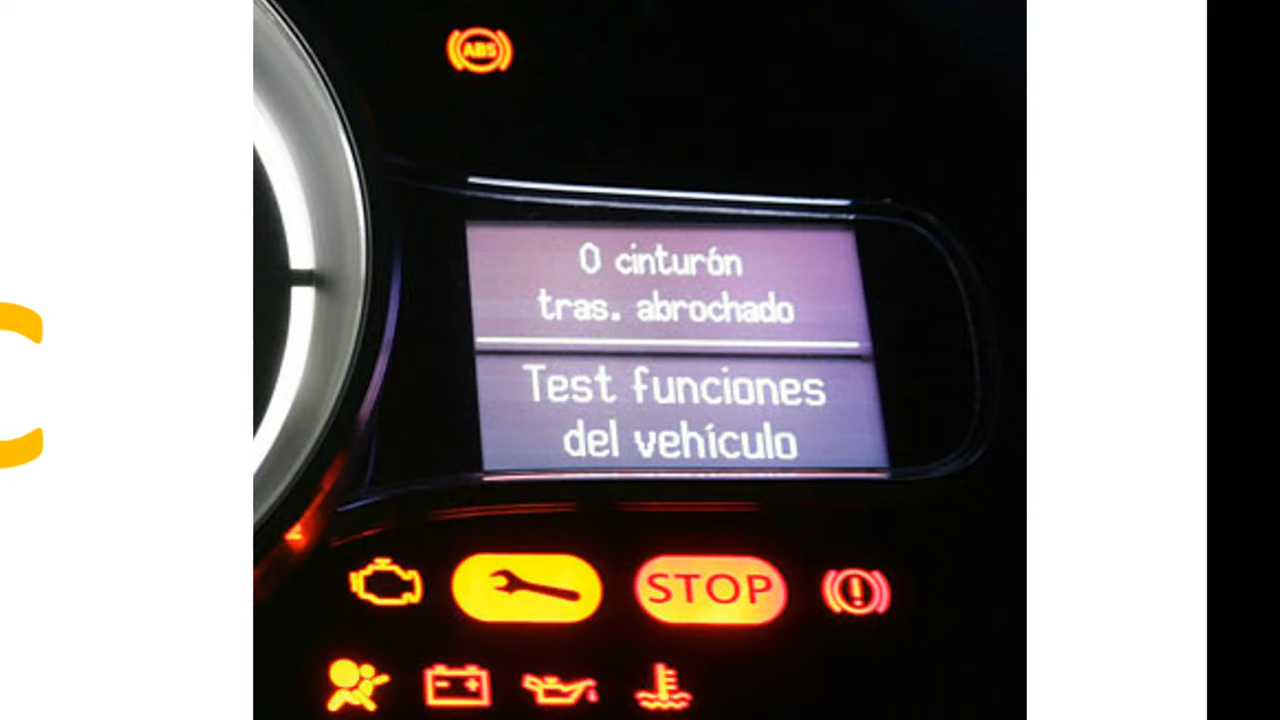 ABS
0 cinturón
tras. abrochado
Test funciones
del vehículo
STOP